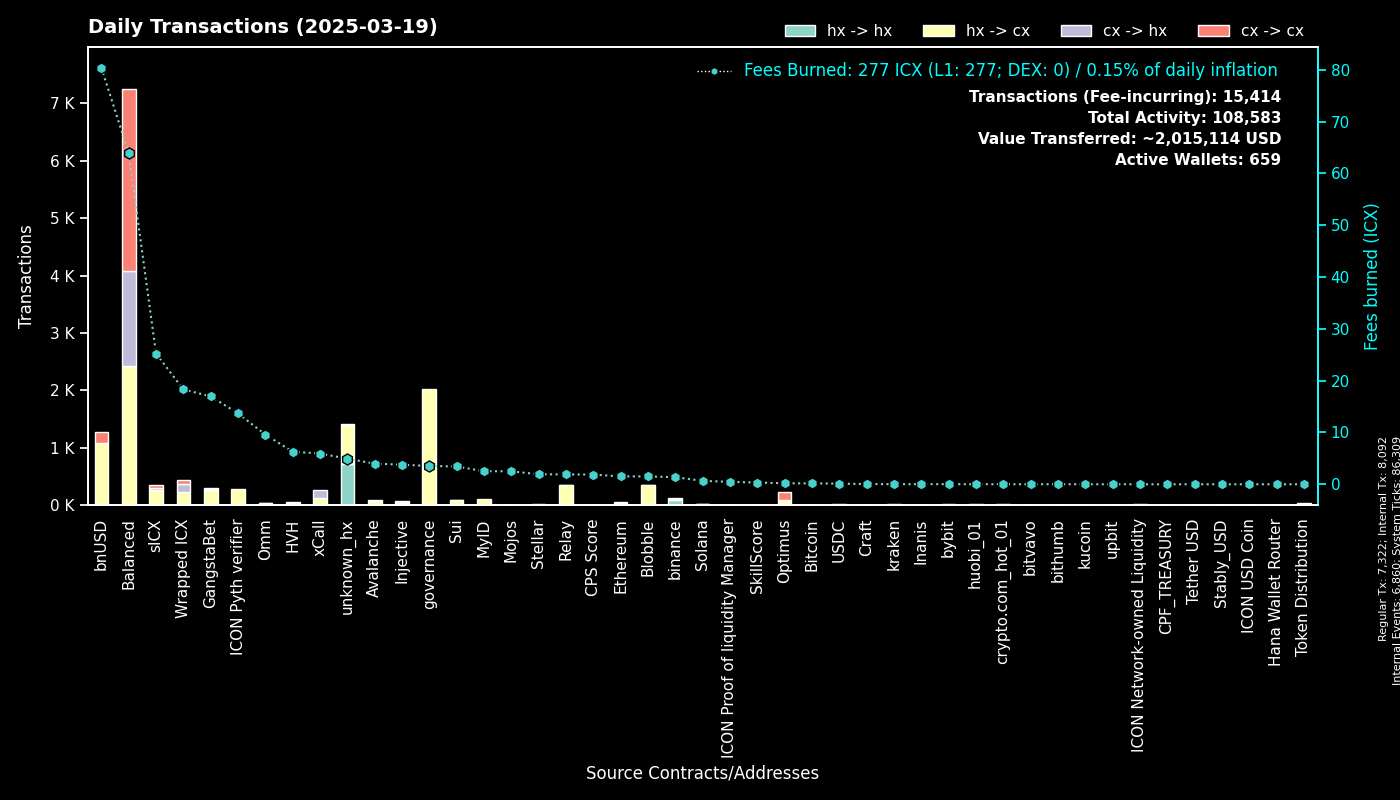 Daily Transactions (2025-03-19)
hx -> hx
hx -> cx
cx -> hx
cx -> cx
Fees Burned: 277 ICX (L1: 277; DEX: 0) / 0.15% of daily inflation
Transactions (Fee-incurring): 15,414
Total Activity: 108,583
Value Transferred: ~2,015,114 USD
Active Wallets: 659
Transactions
7 K
6 K
5 K
4 K
3 K
2 K
1 K
0 K
80
70
60
50
40
30
20
10
0
Fees burned (ICX)
bnUSD
Balanced
sICX
Wrapped ICX
GangstaBet
ICON Pyth verifier
Omm
HVH
xCall
unknown_hx
Avalanche
Injective
governance
Sui
MyID
Mojos
Stellar
Relay
CPS Score
Ethereum
Blobble
binance
Solana
ICON Proof of liquidity Manager
SkillScore
Optimus
Bitcoin
USDC
Craft
kraken
Inanis
bybit
huobi_01
crypto.com_hot_01
bitvavo
bithumb
kucoin
upbit
ICON Network-owned Liquidity
CPF_TREASURY
Tether USD
Stably_USD
ICON USD Coin
Hana Wallet Router
Token Distribution
Source Contracts/Addresses
Regular Tx: 7,322; Internal Tx: 8,092
Internal Events: 6,860; System Ticks: 86,309